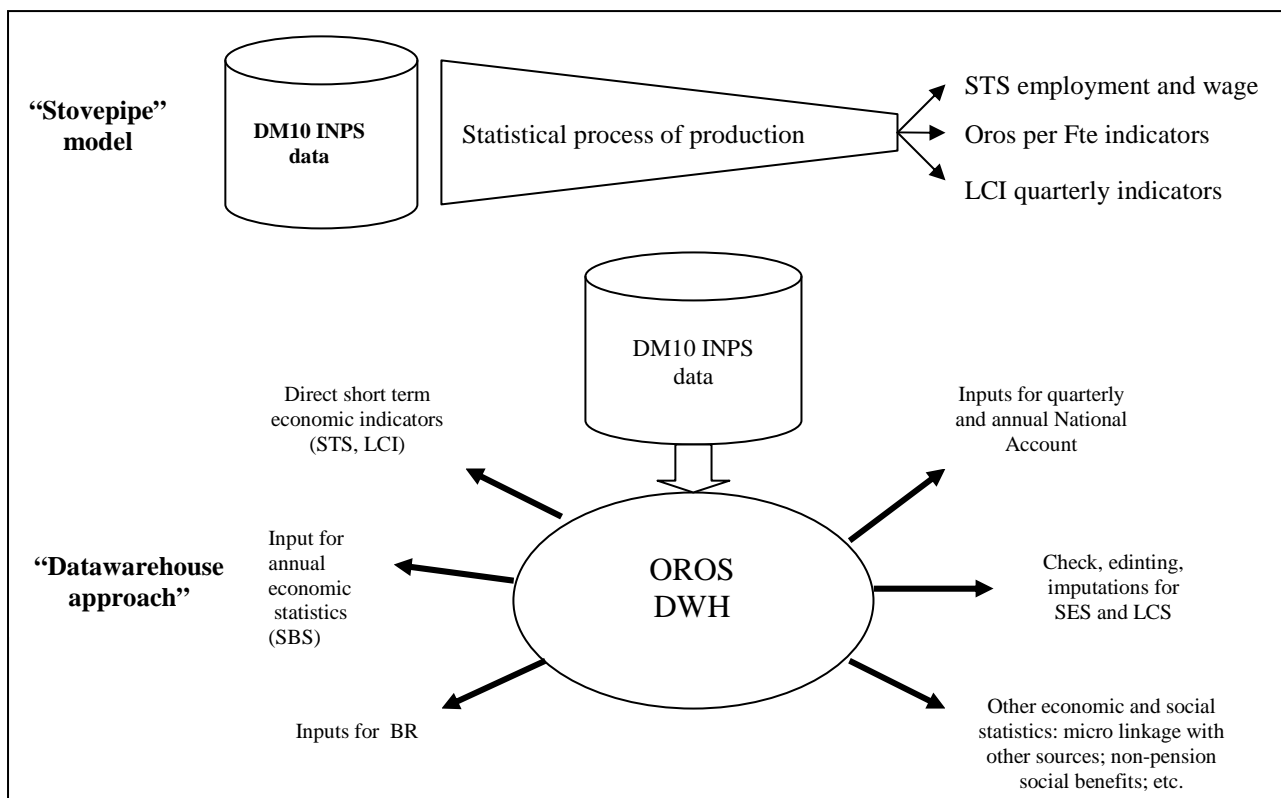 “Stovepipe”
model
DM10 INPS
data
Statistical process of production
STS employment and wage
Oros per Fte indicators
LCI quarterly indicators
DM10 INPS
data
Direct short term
economic indicators
(STS, LCI)
Inputs for quarterly
and annual National
Account
“Datawarehouse
approach”
Input for
annual
economic
statistics
(SBS)
OROS
DWH
Check, edinting,
imputations for
SES and LCS
Inputs for BR
Other economic and social
statistics: micro linkage with
other sources; non-pension
social benefits; etc.